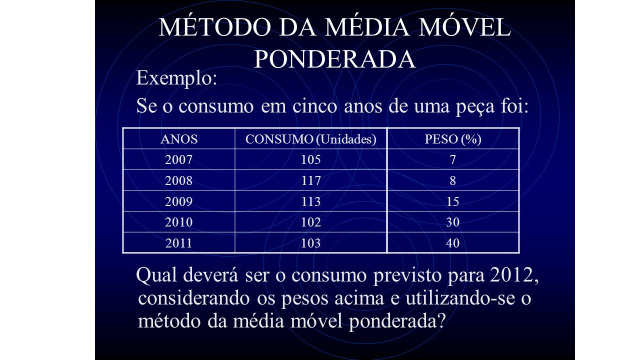 MÉTODO DA MÉDIA MÓVEL
PONDERADA
Exemplo:
Se o consumo em cinco anos de uma peça foi:
ANOS CONSUMO (Unidades) PESO (%)
2007 105 7
2008 117 8
2009 113 15
2010 102 30
2011 103 40
Qual deverá ser o consumo previsto para 2012,
considerando os pesos acima e utilizando-se o
método da média móvel ponderada?